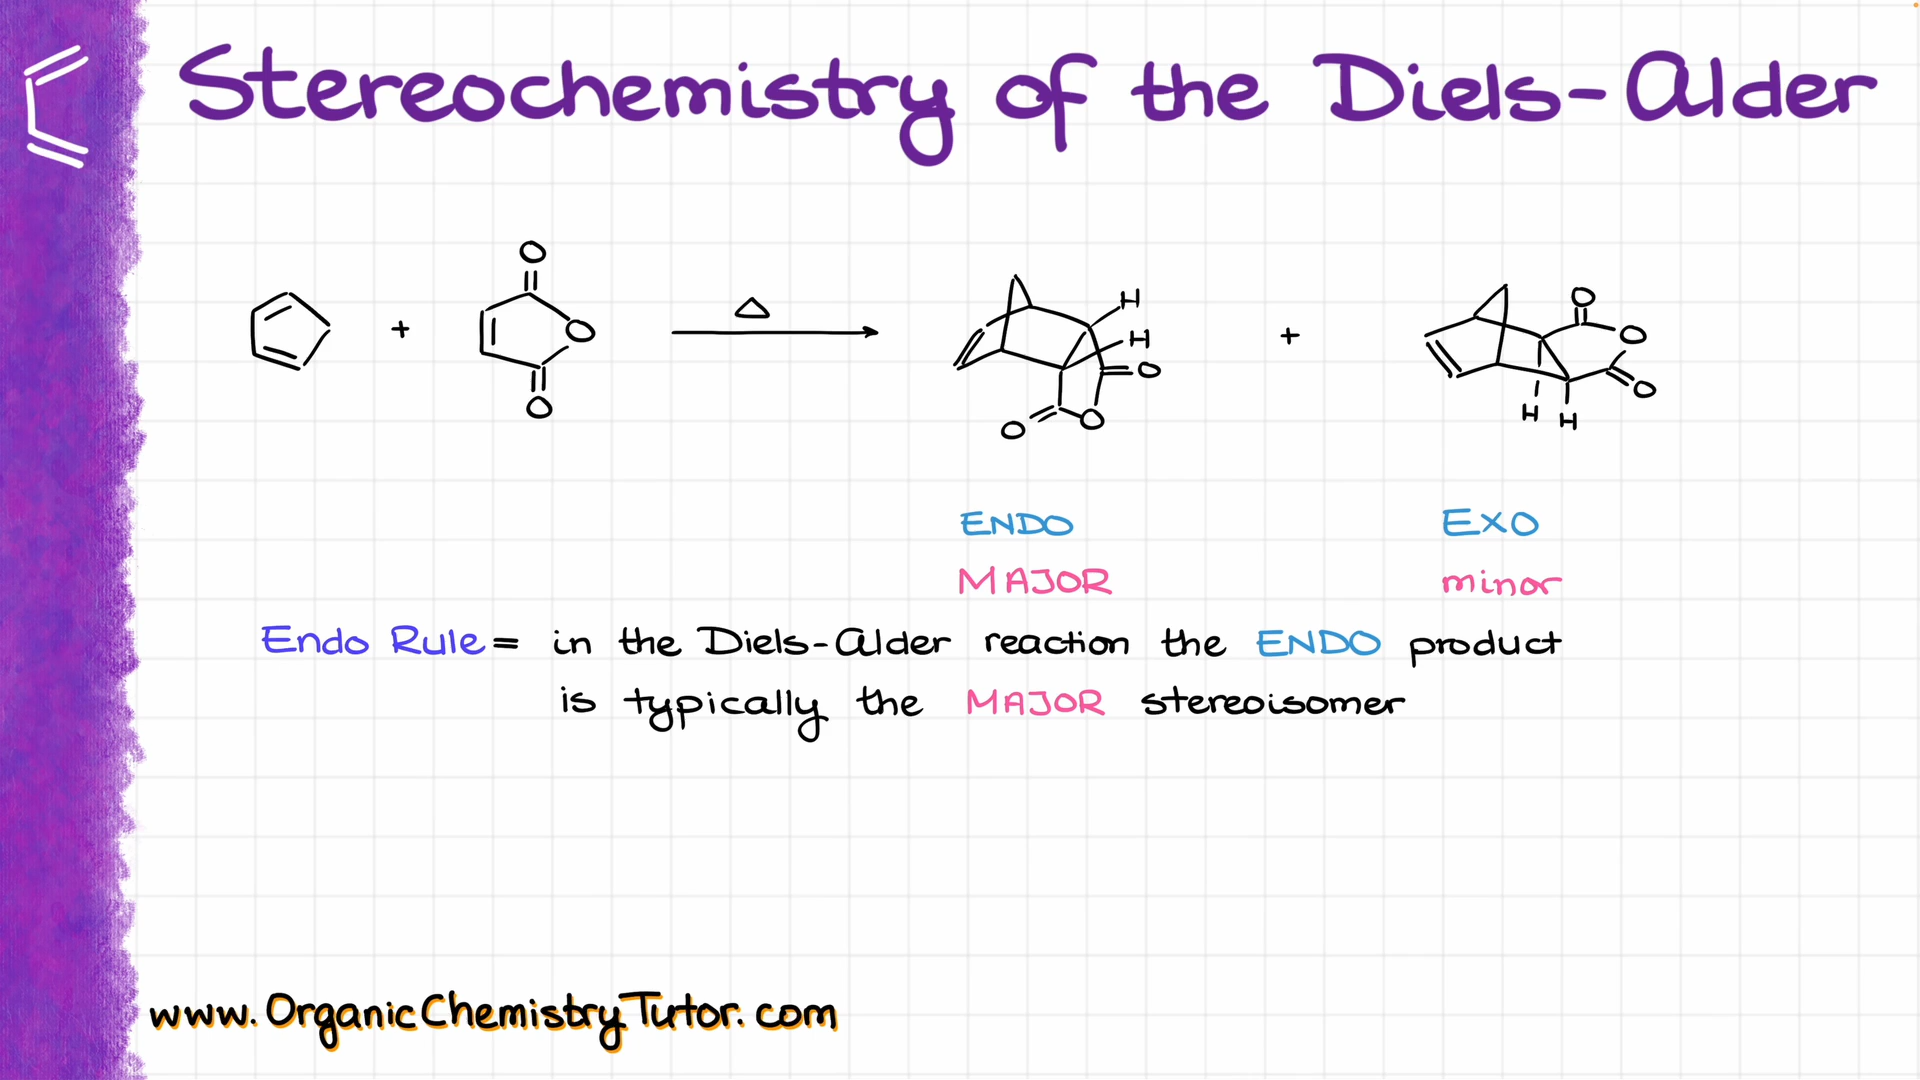 Stereochemistry of the Diels-Alder
O
O
O
+
△
H
H
O
O
O
+
O
O
O
H H
ENDO EXO
MAJOR minor
Endo Rule = in the Diels-Alder reaction the ENDO product
is typically the MAJOR stereoisomer
www.OrganicChemistryTutor.com